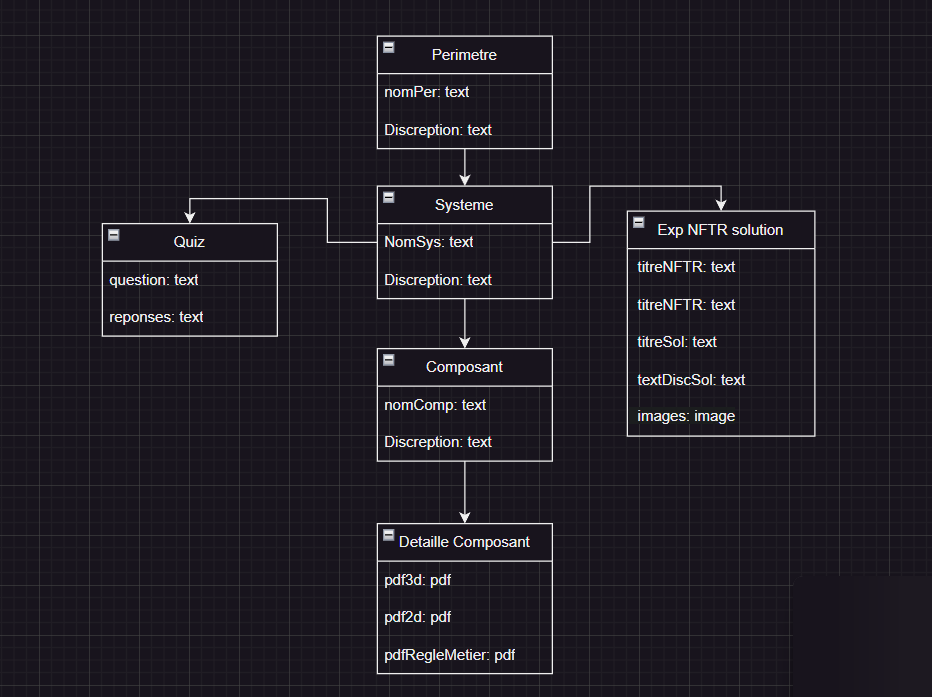 Perimetre
nomPer: text
Discreption: text
Systeme
NomSys: text
Discreption: text
Quiz
question: text
reponses: text
Exp NFTR solution
titreNFTR: text
titreNFTR: text
titreSol: text
textDiscSol: text
images: image
Composant
nomComp: text
Discreption: text
Detaille Composant
pdf3d: pdf
pdf2d: pdf
pdfRegleMetier: pdf